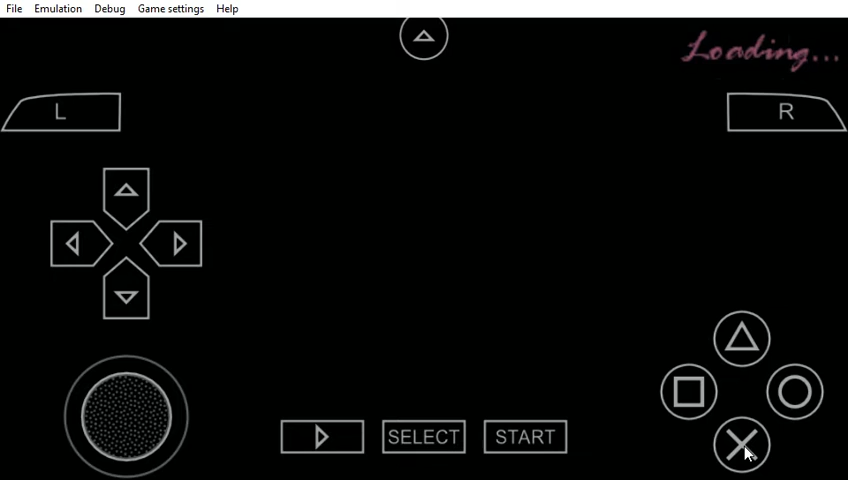 File Emulation Debug Game settings Help
Loading...
L
R
SELECT START